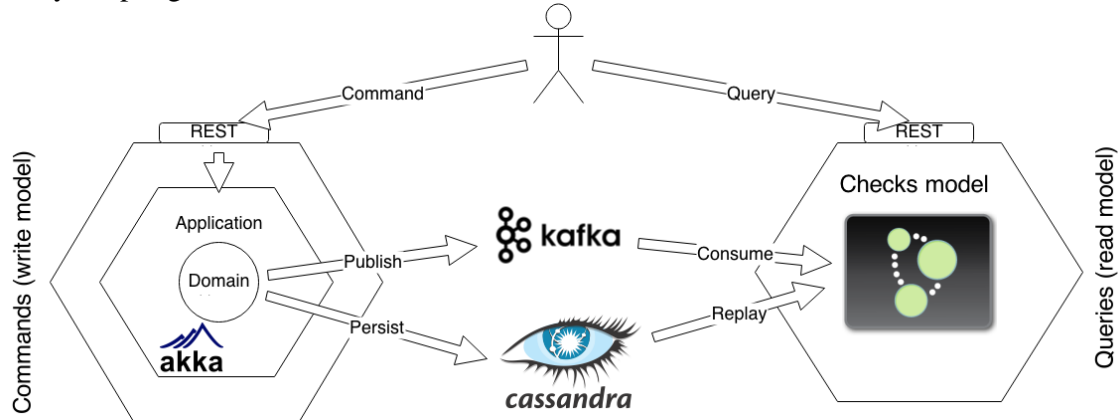 Command
Query
REST
REST
Commands (write model)
Queries (read model)
Checks model
Application
kafka
Publish
Consume
Domain
Persist
Replay
akka
cassandra